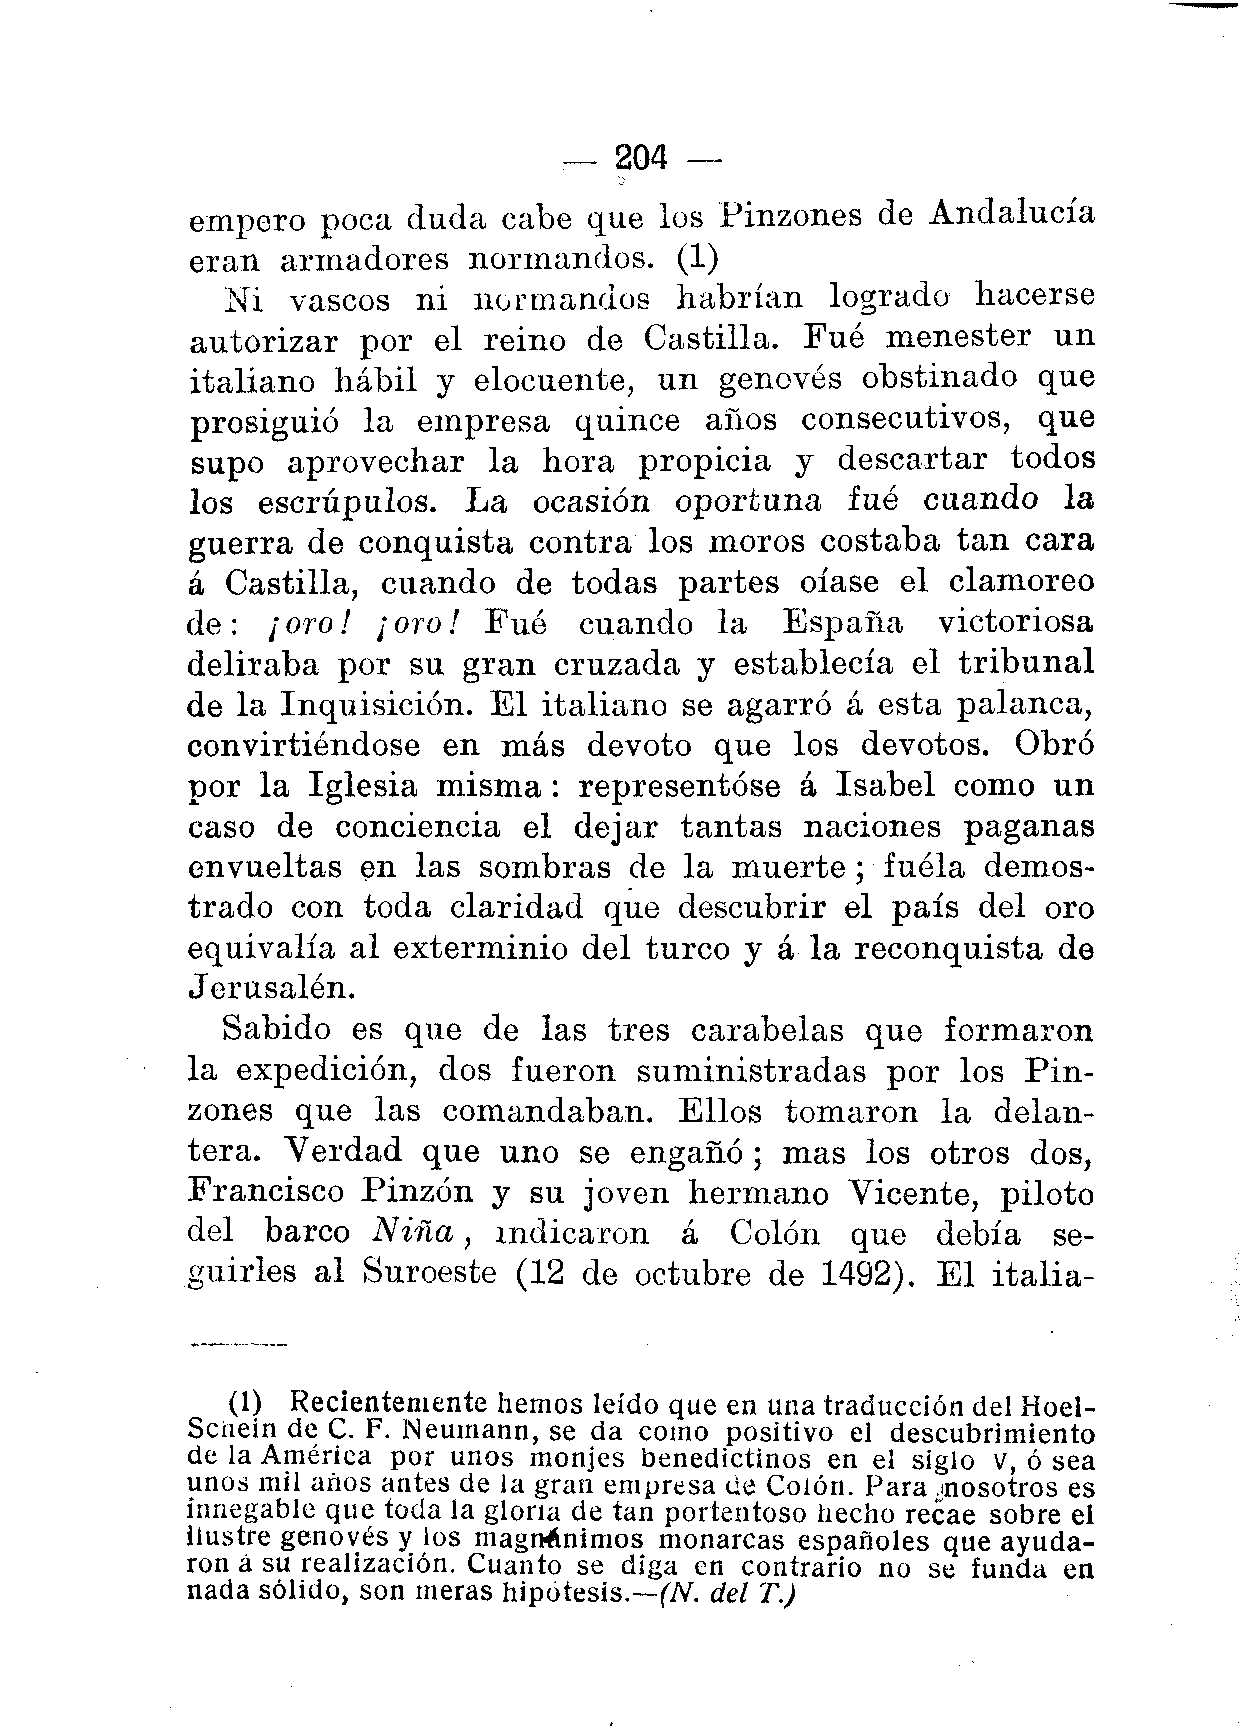 — 204 —
empero poca duda cabe que los Pinzones de Andalucía
eran armadores normandos. (1)
Ni vascos ni normandos habrían logrado hacerse
autorizar por el reino de Castilla. Fué menester un
italiano hábil y elocuente, un genovés obstinado que
prosiguió la empresa quince años consecutivos, que
supo aprovechar la hora propicia y descartar todos
los escrúpulos. La ocasión oportuna fué cuando la
guerra de conquista contra los moros costaba tan cara
á Castilla, cuando de todas partes oíase el clamoreo
de: ¡oro! ¡oro! Fué cuando la España victoriosa
deliraba por su gran cruzada y establecía el tribunal
de la Inquisición. El italiano se agarró á esta palanca,
convirtiéndose en más devoto que los devotos. Obró
por la Iglesia misma: representóse á Isabel como un
caso de conciencia el dejar tantas naciones paganas
envueltas en las sombras de la muerte; fuéla demos-
trado con toda claridad que descubrir el país del oro
equivalía al exterminio del turco y á la reconquista de
Jerusalén.
Sabido es que de las tres carabelas que formaron
la expedición, dos fueron suministradas por los Pin-
zones que las comandaban. Ellos tomaron la delan-
tera. Verdad que uno se engañó; mas los otros dos,
Francisco Pinzón y su joven hermano Vicente, piloto
del barco Niña, indicaron á Colón que debía se-
guirles al Suroeste (12 de octubre de 1492). El italia-
(1) Recientemente hemos leído que en una traducción del Hoei-
Schein de C. F. Neumann, se da como positivo el descubrimiento
de la América por unos monjes benedictinos en el siglo V, ó sea
unos mil años antes de la gran empresa de Colón. Para nosotros es
innegable que toda la gloria de tan portentoso hecho recae sobre el
ilustre genovés y los magnánimos monarcas españoles que ayuda-
ron á su realización. Cuanto se diga en contrario no se funda en
nada sólido, son meras hipótesis.—(N. del T.)